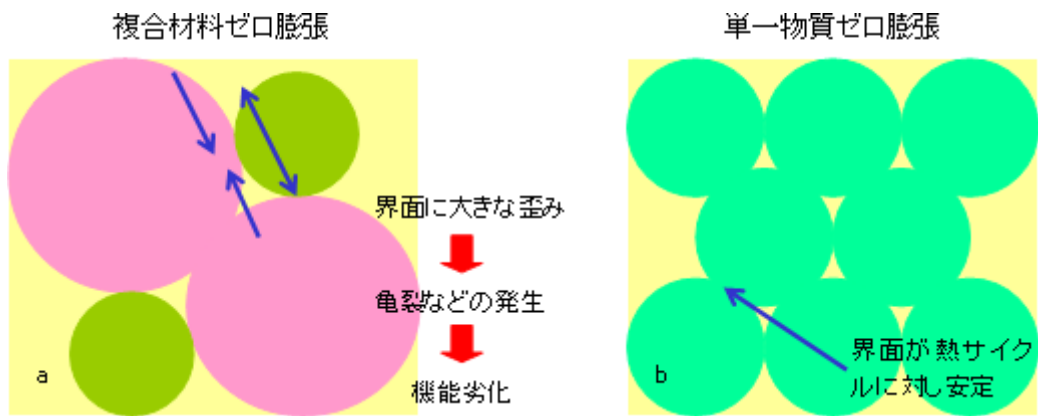 複合材料ゼロ膨張
単一物質ゼロ膨張
界面に大きな歪み
亀裂などの発生
機能劣化
a
界面が熱サイク
ルに対し安定
b